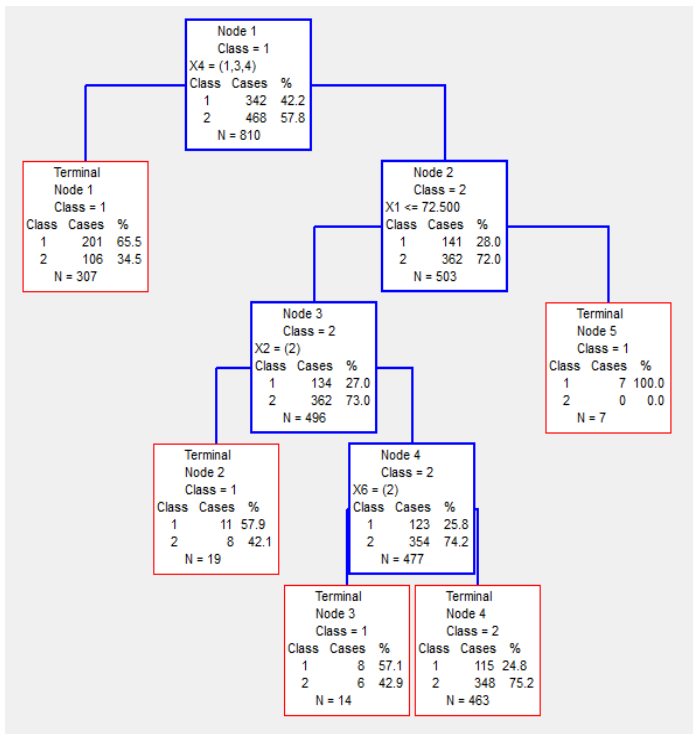 Node 1
Class = 1
X4 = (1,3,4)
Class Cases %
1 342 42.2
2 468 57.8
N = 810
Terminal
Node 1
Class = 1
Class Cases %
1 201 65.5
2 106 34.5
N = 307
Node 2
Class = 2
X1 <= 72.500
Class Cases %
1 141 28.0
2 362 72.0
N = 503
Node 3
Class = 2
X2 = (2)
Class Cases %
1 134 27.0
2 362 73.0
N = 496
Terminal
Node 5
Class = 1
Class Cases %
1 7 100.0
2 0 0.0
N = 7
Terminal
Node 2
Class = 1
Class Cases %
1 11 57.9
2 8 42.1
N = 19
Node 4
Class = 2
X6 = (2)
Class Cases %
1 123 25.8
2 354 74.2
N = 477
Terminal
Node 3
Class = 1
Class Cases %
1 8 57.1
2 6 42.9
N = 14
Terminal
Node 4
Class = 2
Class Cases %
1 115 24.8
2 348 75.2
N = 463